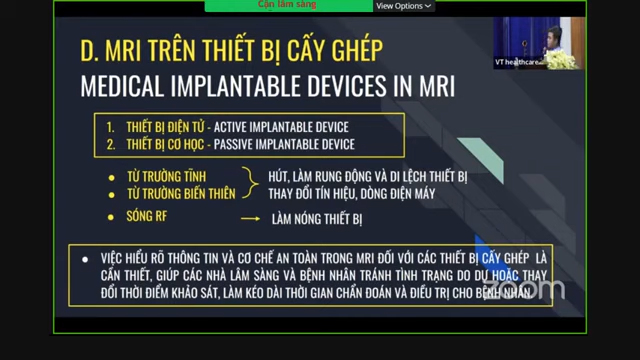 Cận lâm sàng
View Options
VT healthcare
D. MRI TRÊN THIẾT BỊ CẤY GHÉP
MEDICAL IMPLANTABLE DEVICES IN MRI
1. THIẾT BỊ ĐIỆN TỬ - ACTIVE IMPLANTABLE DEVICE
2. THIẾT BỊ CƠ HỌC - PASSIVE IMPLANTABLE DEVICE
● TỪ TRƯỜNG TĨNH
HÚT, LÀM RUNG ĐỘNG VÀ DI LỆCH THIẾT BỊ
● TỪ TRƯỜNG BIẾN THIÊN
THAY ĐỔI TÍN HIỆU, DÒNG ĐIỆN MÁY
● SÓNG RF
LÀM NÓNG THIẾT BỊ
● VIỆC HIỂU RÕ THÔNG TIN VÀ CƠ CHẾ AN TOÀN TRONG MRI ĐỐI VỚI CÁC THIẾT BỊ CẤY GHÉP LÀ
CẦN THIẾT, GIÚP CÁC NHÀ LÂM SÀNG VÀ BỆNH NHÂN TRÁNH TÌNH TRẠNG DO DỰ HOẶC THAY
ĐỔI THỜI ĐIỂM KHẢO SÁT, LÀM KÉO DÀI THỜI GIAN CHẨN ĐOÁN VÀ ĐIỀU TRỊ CHO BỆNH NHÂN.
zoom